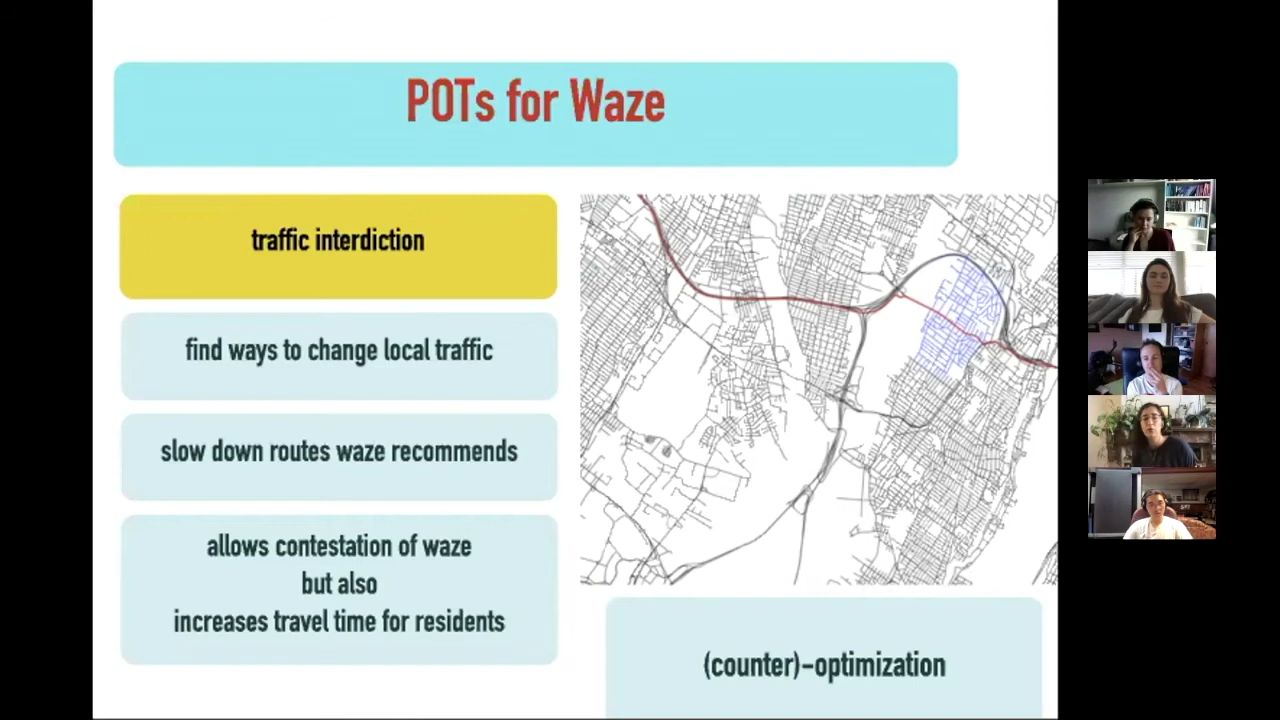 POTs for Waze
traffic interdiction
find ways to change local traffic
slow down routes waze recommends
allows contestation of waze
but also
increases travel time for residents
(counter)-optimization